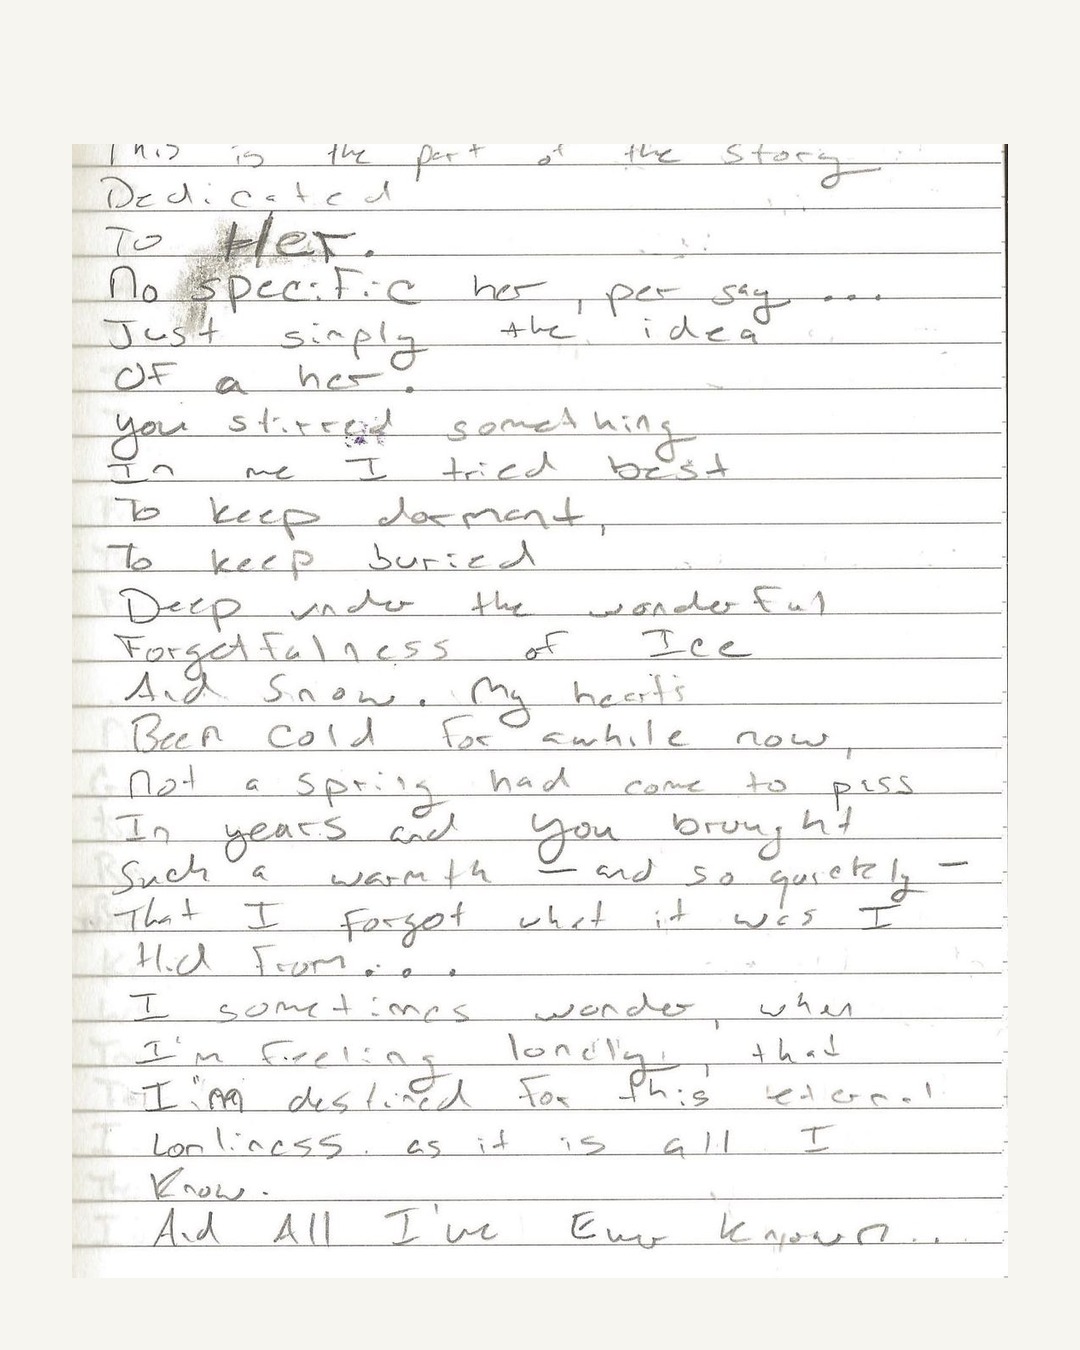 This is the part of the story
Dedicated
To Her.
No specific her, per say ...
Just simply the idea
Of a her.
you stirred something
In me I tried best
To keep dormant,
To keep buried
Deep under the wonderful
Forgetfulness of Ice
And Snow. My heart's
Been cold for awhile now,
Not a spring had come to pass
In years and you brought
Such a warmth — and so quickly —
That I forgot what it was I
Hid from...
I sometimes wonder, when
I'm feeling lonely, that
I'm destined for this eternal
Lonliness as it is all I
Know.
And All I've Ever known...